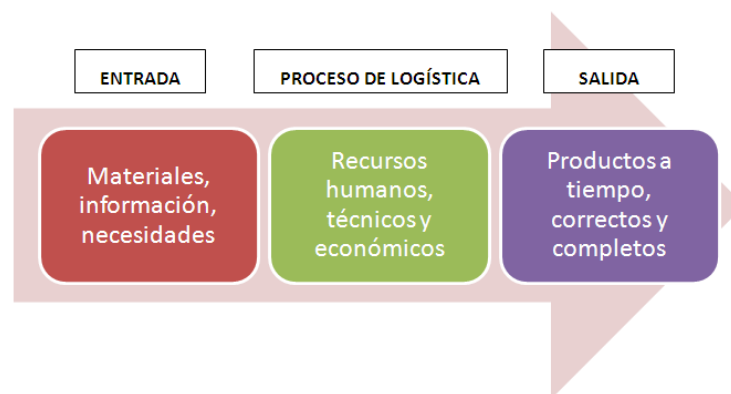 ENTRADA
PROCESO DE LOGÍSTICA
SALIDA
Materiales,
información,
necesidades
Recursos
humanos,
técnicos y
económicos
Productos a
tiempo,
correctos y
completos